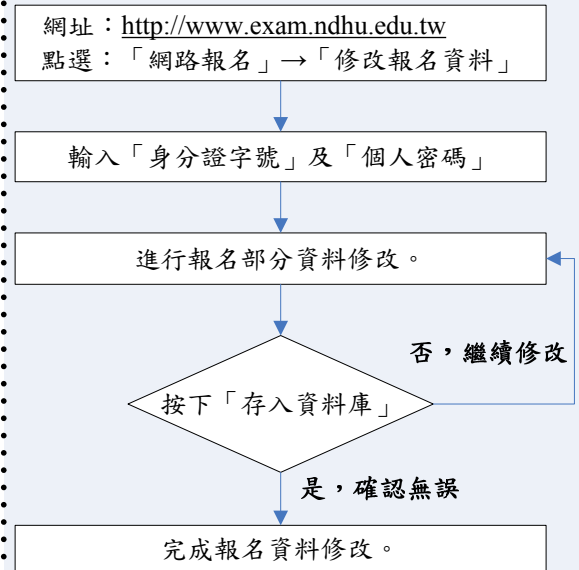 網址：http://www.exam.ndhu.edu.tw
點選：「網路報名」→「修改報名資料」
輸入「身分證字號」及「個人密碼」
進行報名部分資料修改。
否，繼續修改
按下「存入資料庫」
是，確認無誤
完成報名資料修改。